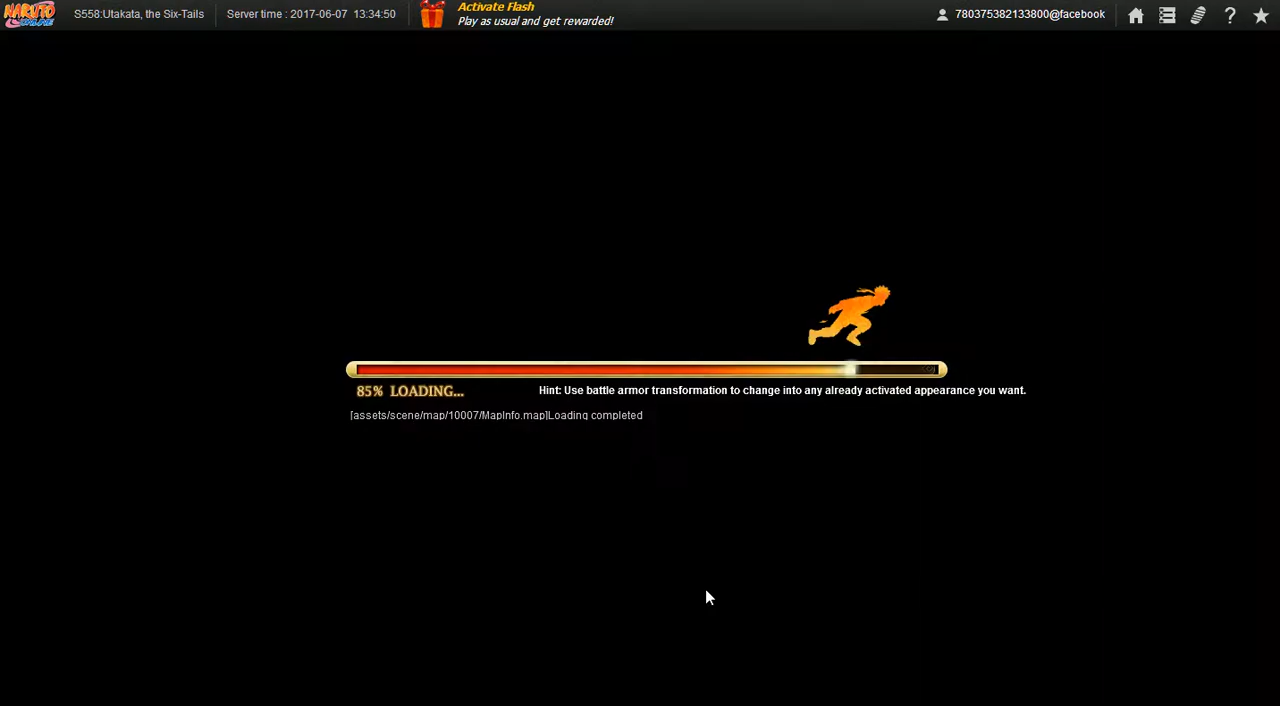 NARUTO
ONLINE
S558:Utakata, the Six-Tails
Server time : 2017-06-07 13:34:50
Activate Flash
Play as usual and get rewarded!
780375382133800@facebook
?
85% LOADING...
Hint: Use battle armor transformation to change into any already activated appearance you want.
[assets/scene/map/10007/MapInfo.map]Loading completed